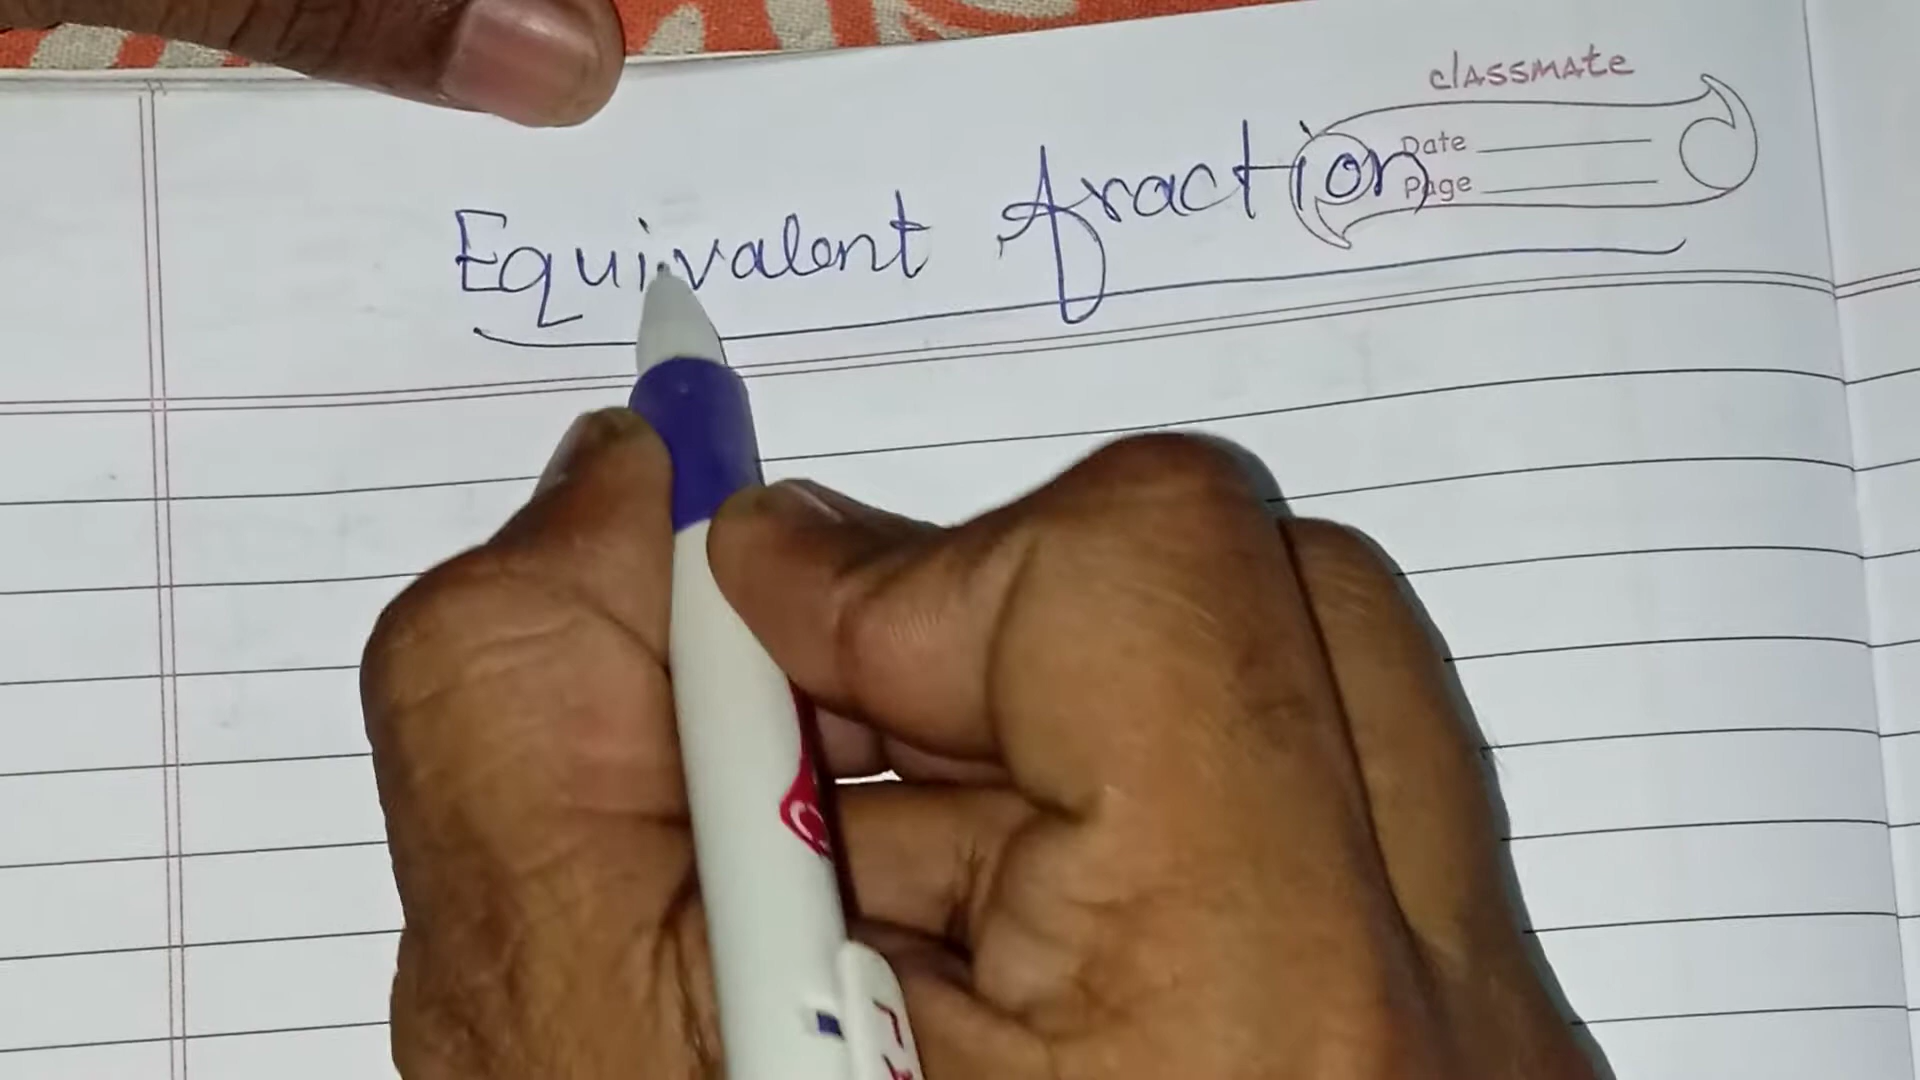 classmate
Date
Page
Equivalent fraction